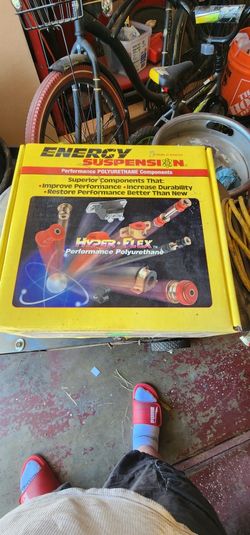 ENERGY
SUSPENSION®
Performance POLYURETHANE Components
Superior Components That:
• Improve Performance • Increase Durability
• Restore Performance Better Than New
HYPER-FLEX
Performance Polyurethane